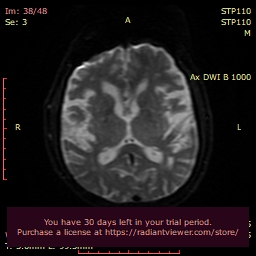 Im: 38/48
Se: 3
A
STP110
STP110
M
Ax DWI B 1000
R
L
You have 30 days left in your trial period.
Purchase a license at https://radiantviewer.com/store/